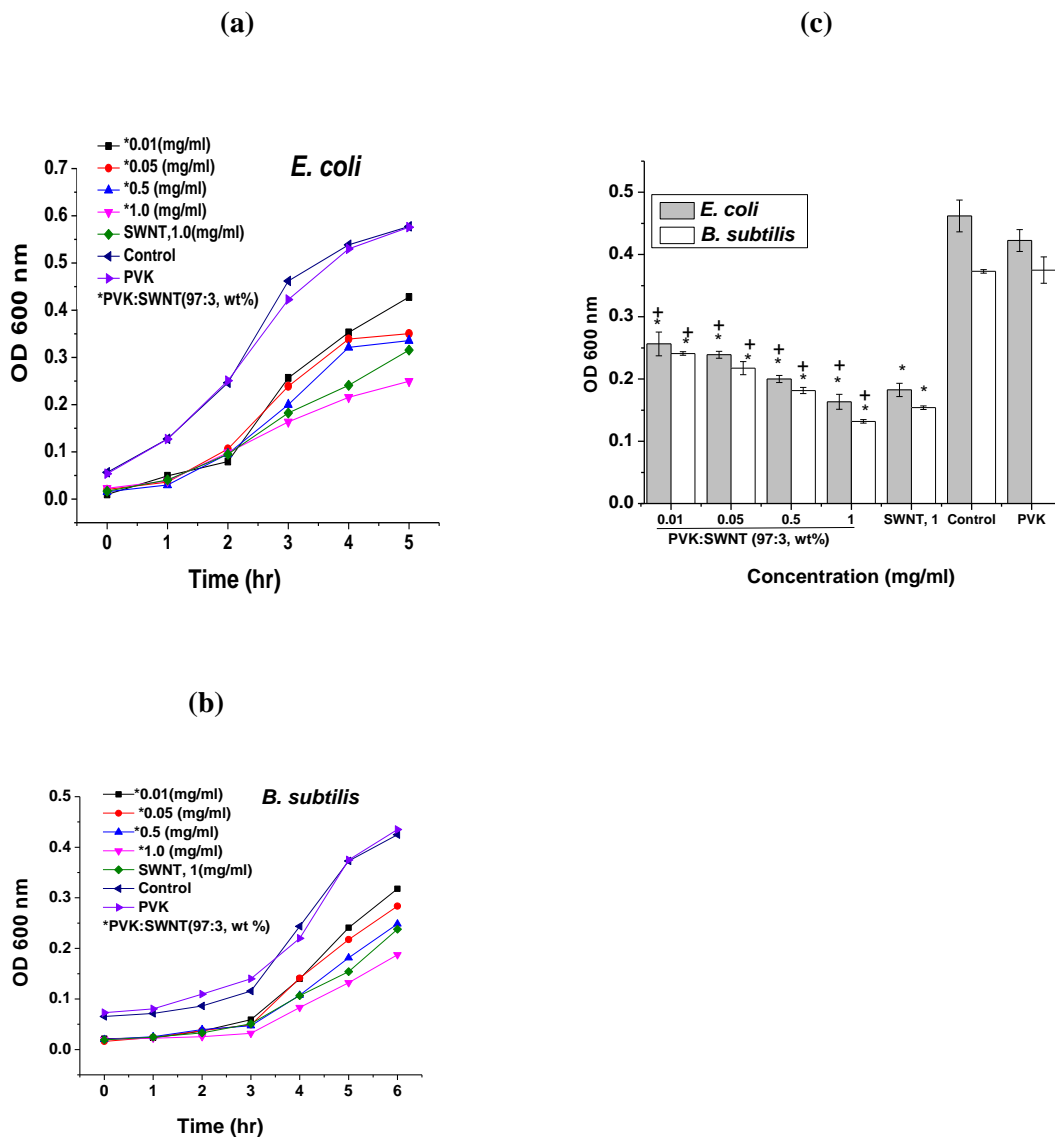 (a)
*0.01(mg/ml)
*0.05 (mg/ml)
*0.5 (mg/ml)
*1.0 (mg/ml)
SWNT,1.0(mg/ml)
Control
PVK
*PVK:SWNT(97:3, wt%)
E. coli
0.7
0.6
0.5
0.4
0.3
0.2
0.1
0.0
OD 600 nm
0 1 2 3 4 5
Time (hr)
(c)
E. coli
B. subtilis
0.5
0.4
0.3
0.2
0.1
0.0
OD 600 nm
+ + + + + + + +
* * * * * * * * * *
0.01 0.05 0.5 1 SWNT, 1 Control PVK
PVK:SWNT (97:3, wt%)
Concentration (mg/ml)
(b)
*0.01(mg/ml)
*0.05 (mg/ml)
*0.5 (mg/ml)
*1.0 (mg/ml)
SWNT, 1(mg/ml)
Control
PVK
*PVK:SWNT(97:3, wt %)
B. subtilis
0.5
0.4
0.3
0.2
0.1
0.0
OD 600 nm
0 1 2 3 4 5 6
Time (hr)